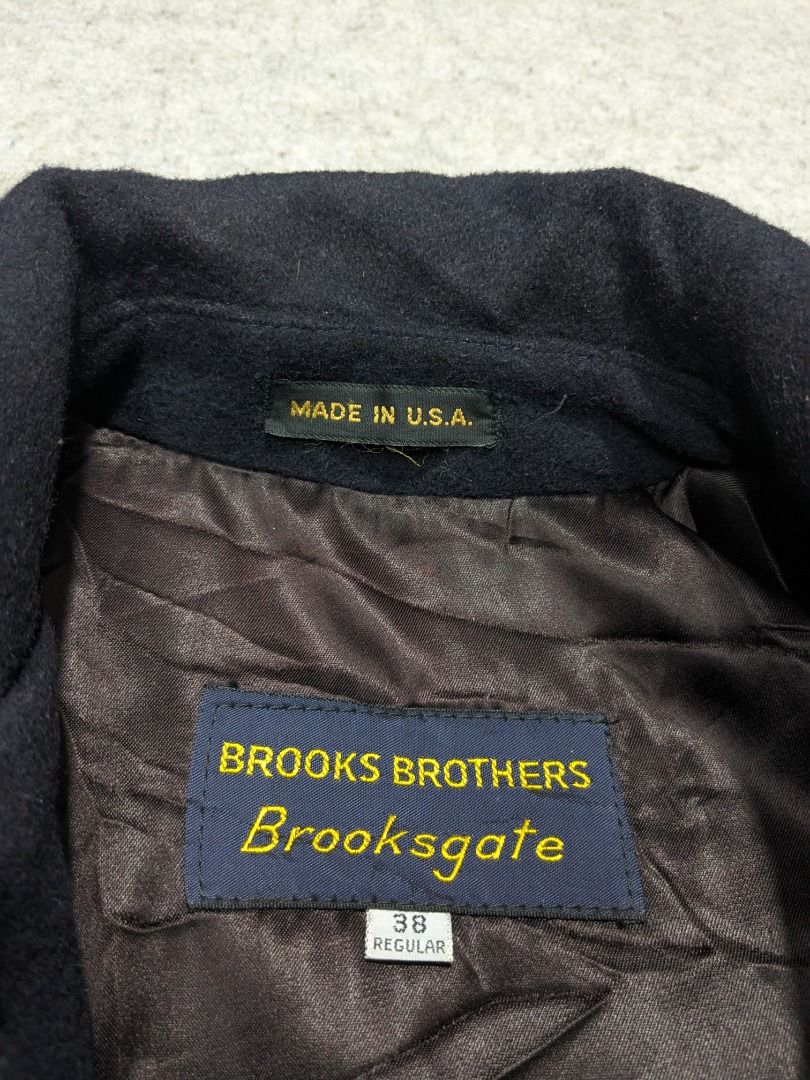 MADE IN U.S.A.
BROOKS BROTHERS
Brooksgate
38
REGULAR